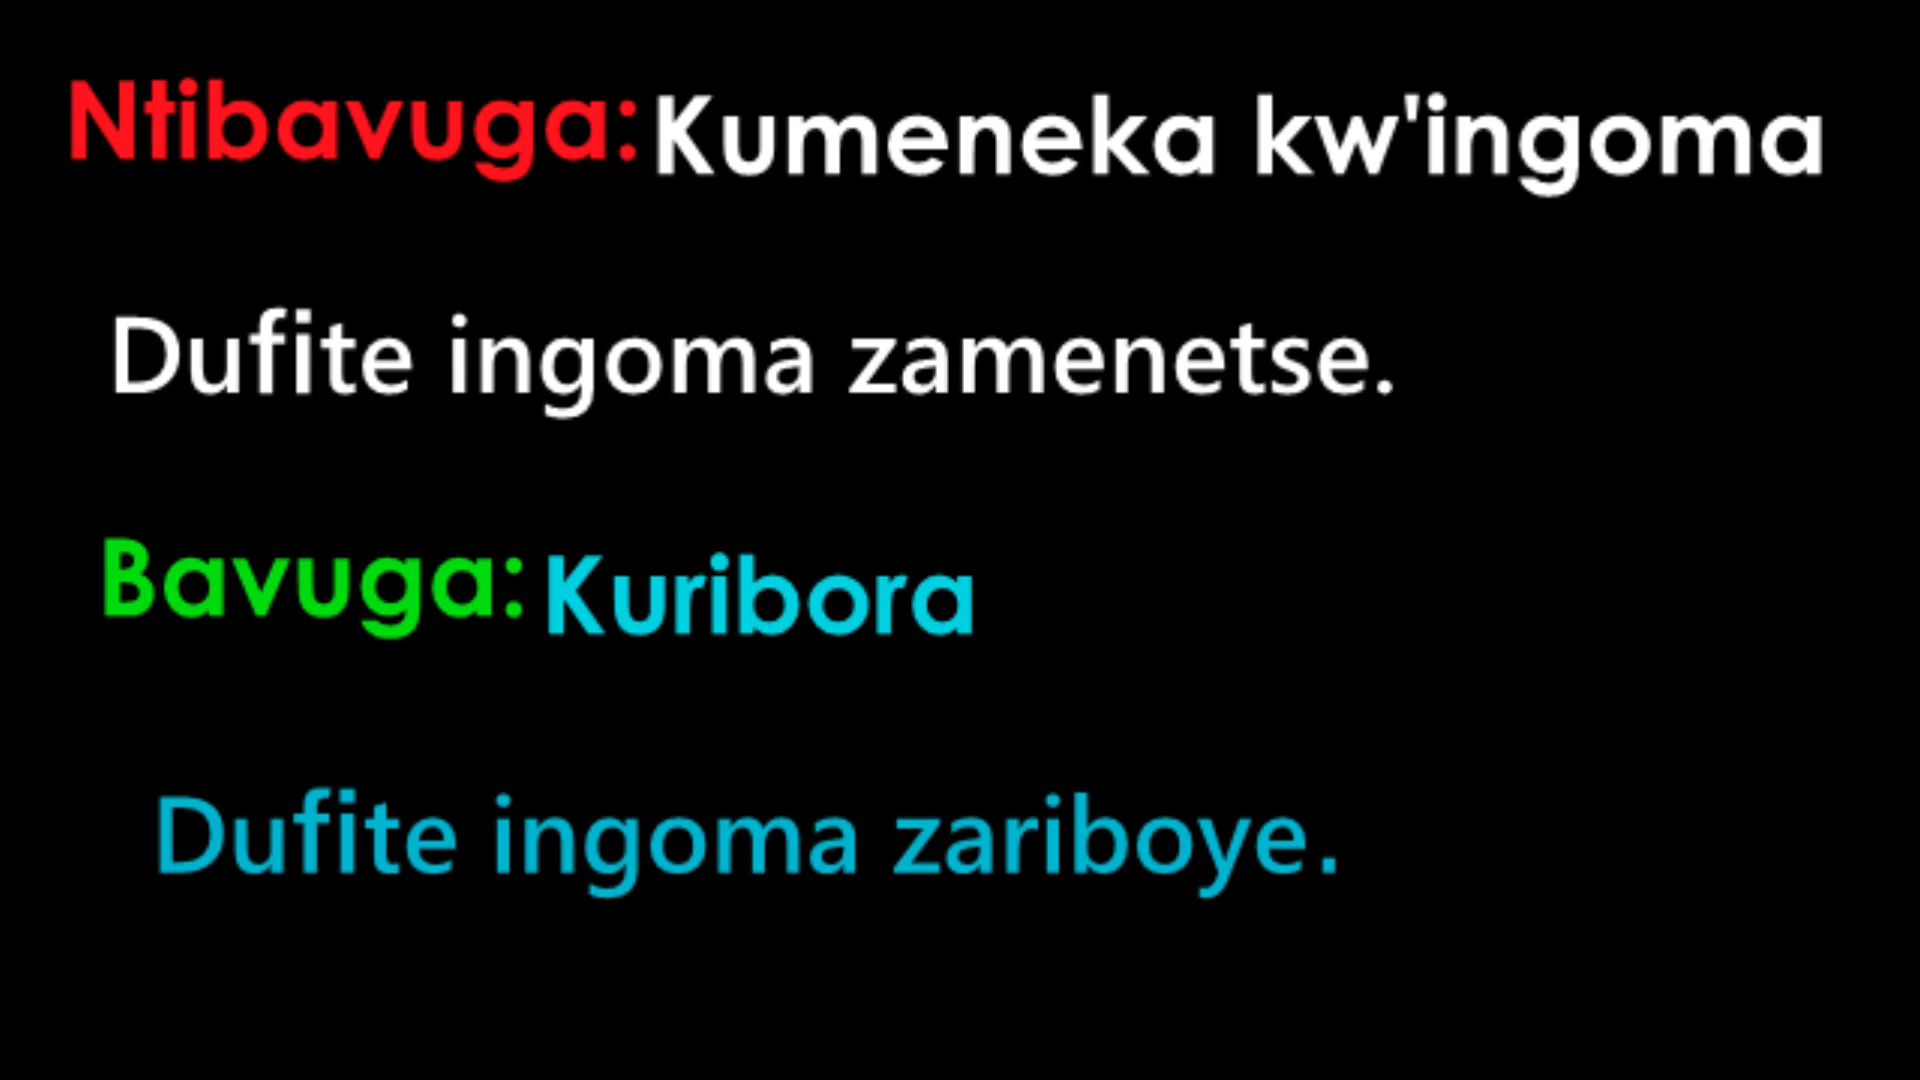 Ntibavuga: Kumeneka kw'ingoma
Dufite ingoma zamenetse.
Bavuga: Kuribora
Dufite ingoma zariboye.